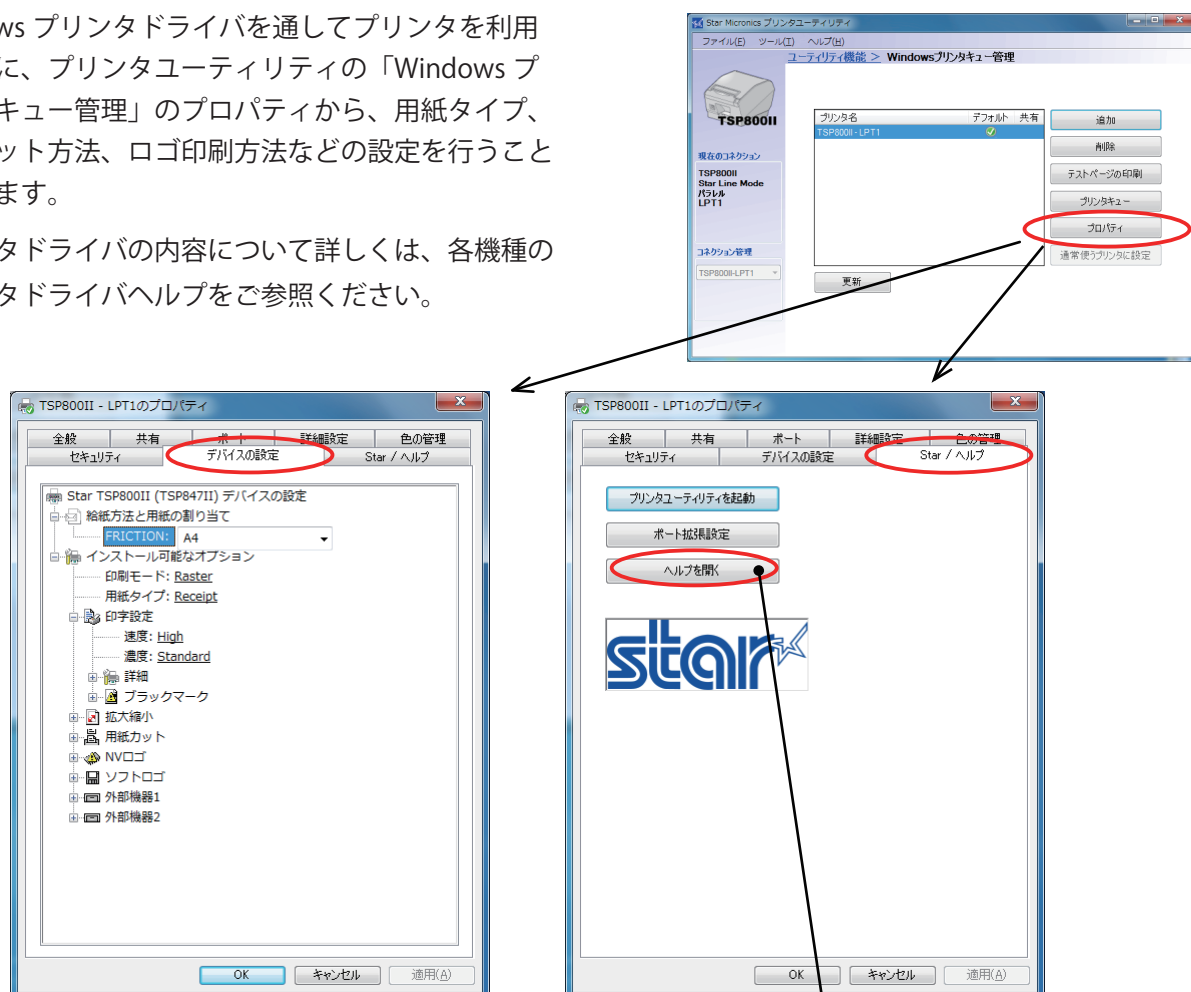 ws プリンタドライバを通してプリンタを利用
に、プリンタユーティリティの「Windows プ
キュー管理」のプロパティから、用紙タイプ、
ット方法、ロゴ印刷方法などの設定を行うこと
ます。
タドライバの内容について詳しくは、各機種の
タドライバヘルプをご参照ください。
Star Micronics プリンタユーティリティ
ファイル(F) ツール(T) ヘルプ(H)
ユーティリティ機能 > Windowsプリンタキュー管理
TSP800II
現在のコネクション
TSP800II
Star Line Mode
パラレル
LPT1
コネクション管理
TSP800II-LPT1
プリンタ名 デフォルト 共有
TSP800II - LPT1
更新
追加
削除
テストページの印刷
プリンタキュー
プロパティ
通常使うプリンタに設定
TSP800II - LPT1のプロパティ
全般 共有 ポート 詳細設定 色の管理
セキュリティ デバイスの設定 Star / ヘルプ
Star TSP800II (TSP847II) デバイスの設定
給紙方法と用紙の割り当て
FRICTION: A4
インストール可能なオプション
印刷モード: Raster
用紙タイプ: Receipt
印字設定
速度: High
濃度: Standard
詳細
ブラックマーク
拡大縮小
用紙カット
NVロゴ
ソフトロゴ
外部機器1
外部機器2
OK キャンセル 適用(A)
TSP800II - LPT1のプロパティ
全般 共有 ポート 詳細設定 色の管理
セキュリティ デバイスの設定 Star / ヘルプ
プリンタユーティリティを起動
ポート拡張設定
ヘルプを開く
star
OK キャンセル 適用(A)